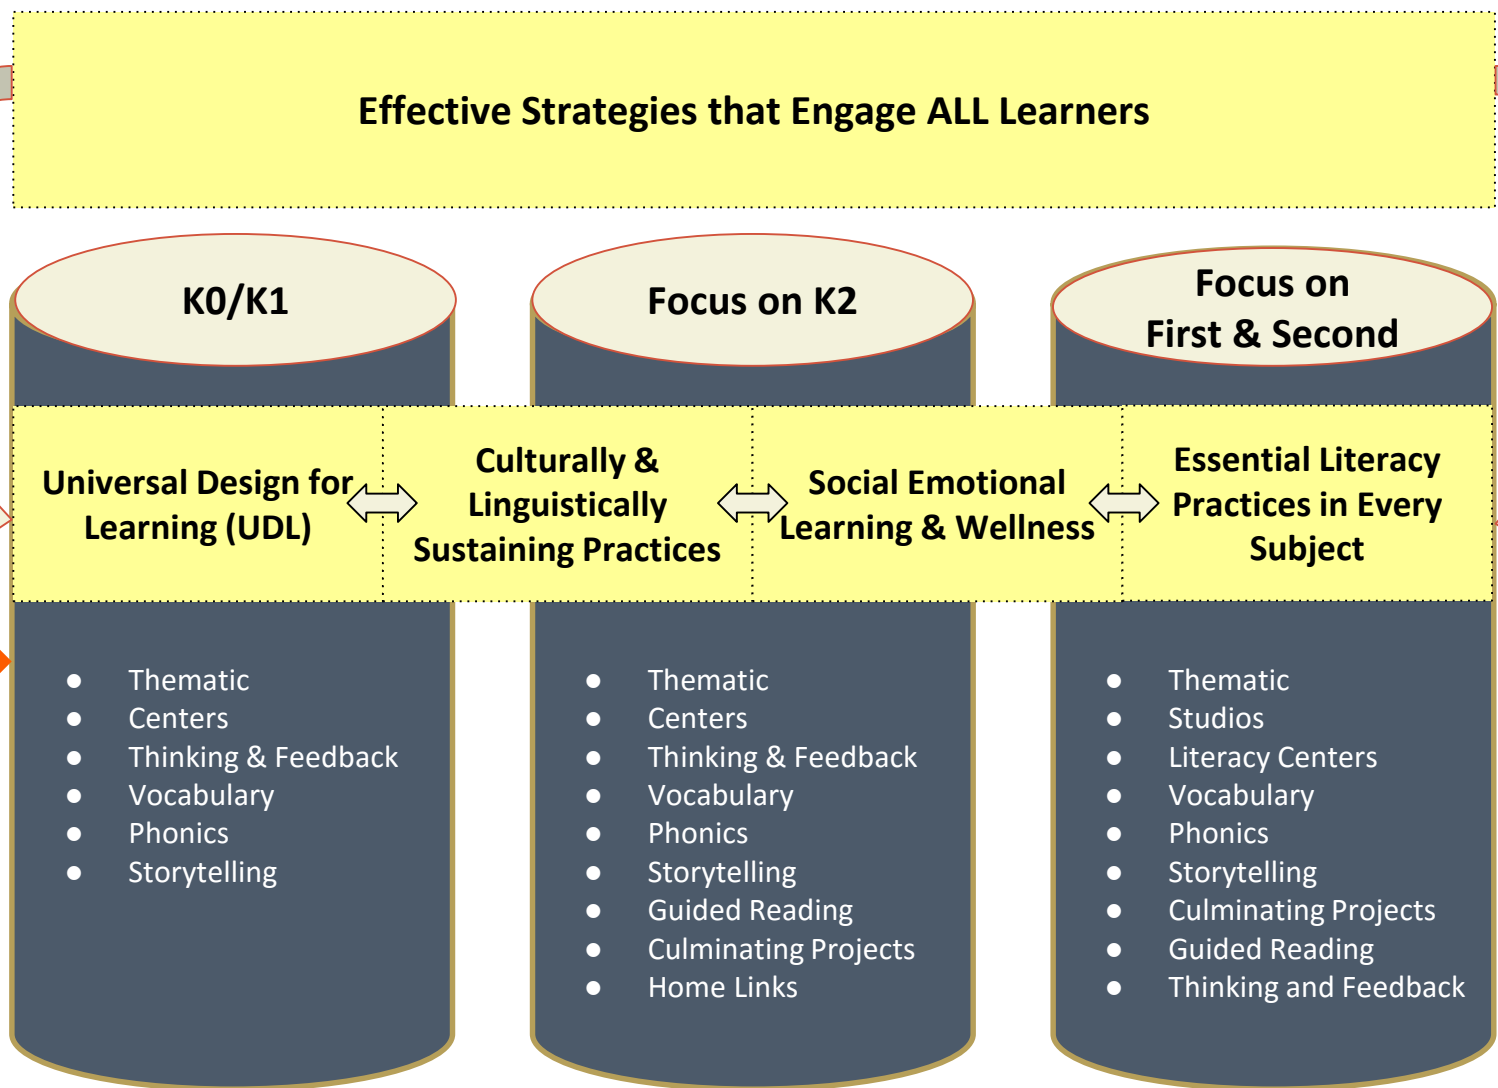 Effective Strategies that Engage ALL Learners
K0/K1
Focus on K2
Focus on
First & Second
Universal Design for
Learning (UDL)
Culturally &
Linguistically
Sustaining Practices
Social Emotional
Learning & Wellness
Essential Literacy
Practices in Every
Subject
● Thematic
● Centers
● Thinking & Feedback
● Vocabulary
● Phonics
● Storytelling
● Thematic
● Centers
● Thinking & Feedback
● Vocabulary
● Phonics
● Storytelling
● Guided Reading
● Culminating Projects
● Home Links
● Thematic
● Studios
● Literacy Centers
● Vocabulary
● Phonics
● Storytelling
● Culminating Projects
● Guided Reading
● Thinking and Feedback